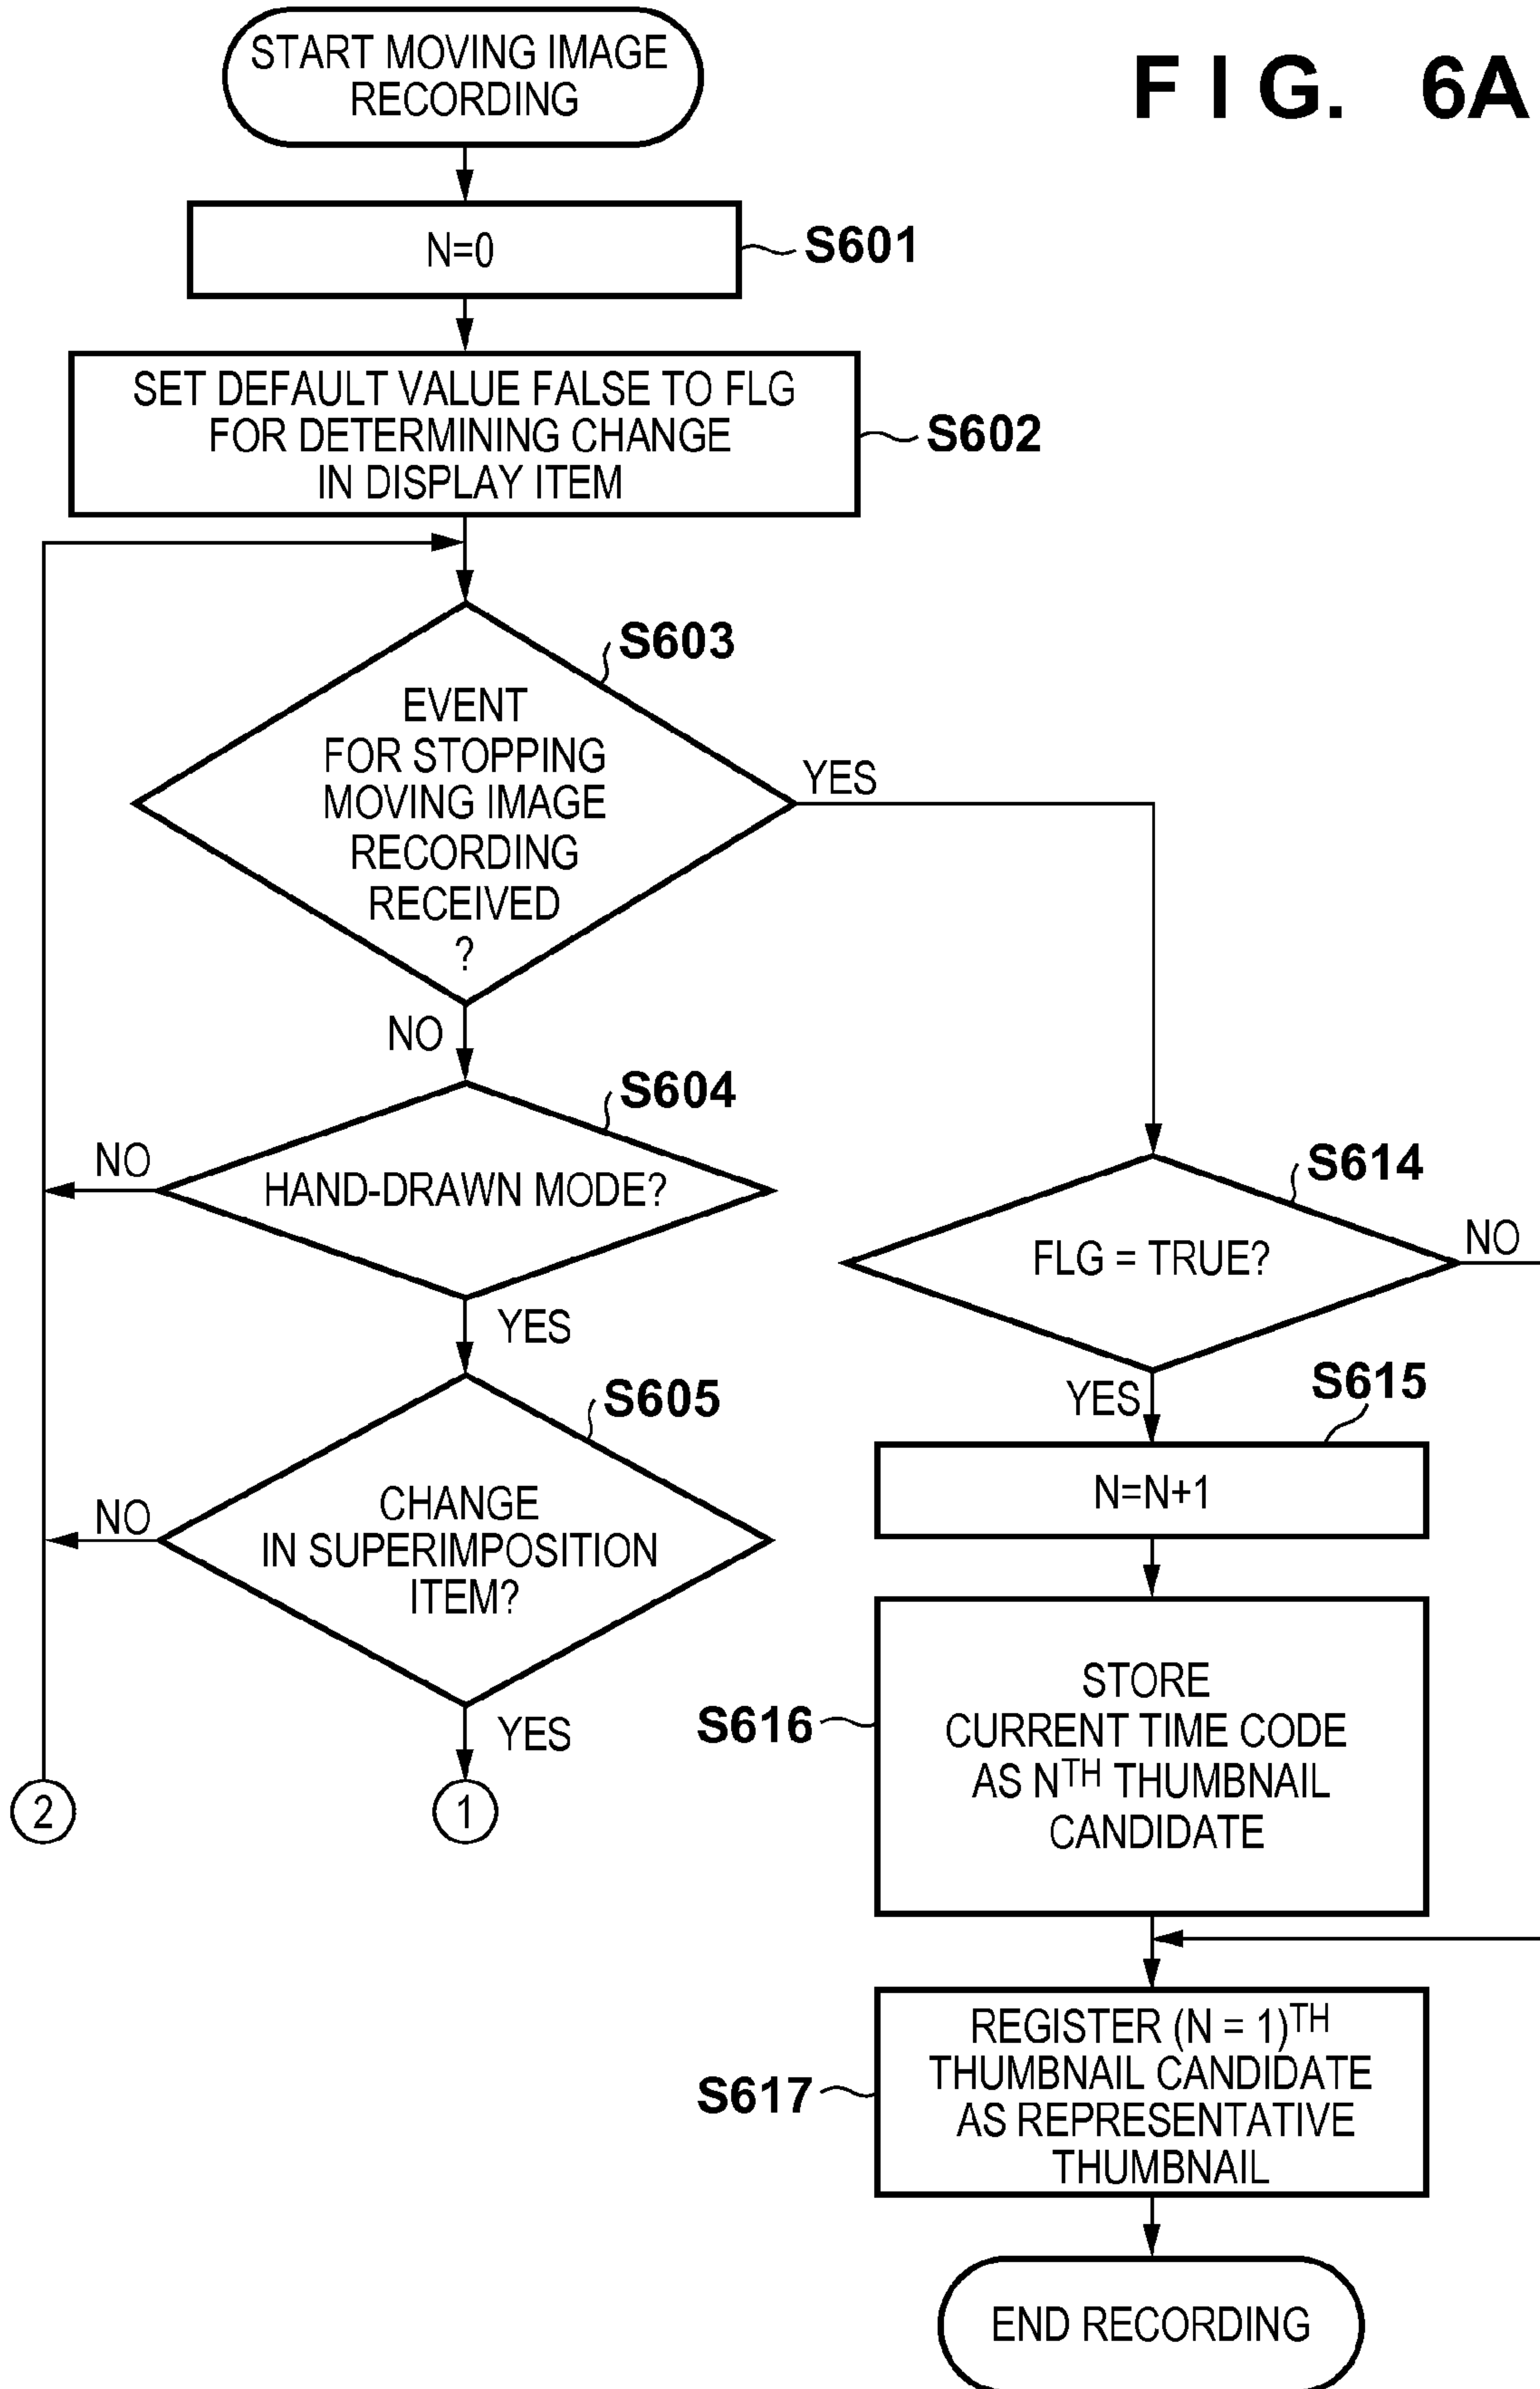 FIG. 6A
START MOVING IMAGE
RECORDING
N=0
S601
SET DEFAULT VALUE FALSE TO FLG
FOR DETERMINING CHANGE
IN DISPLAY ITEM
S602
S603
EVENT
FOR STOPPING
MOVING IMAGE
RECORDING
RECEIVED
?
YES
NO
S604
HAND-DRAWN MODE?
NO
YES
S605
CHANGE
IN SUPERIMPOSITION
ITEM?
NO
YES
2
1
S614
FLG = TRUE?
NO
YES
S615
N=N+1
S616
STORE
CURRENT TIME CODE
AS NTH THUMBNAIL
CANDIDATE
S617
REGISTER (N = 1)TH
THUMBNAIL CANDIDATE
AS REPRESENTATIVE
THUMBNAIL
END RECORDING